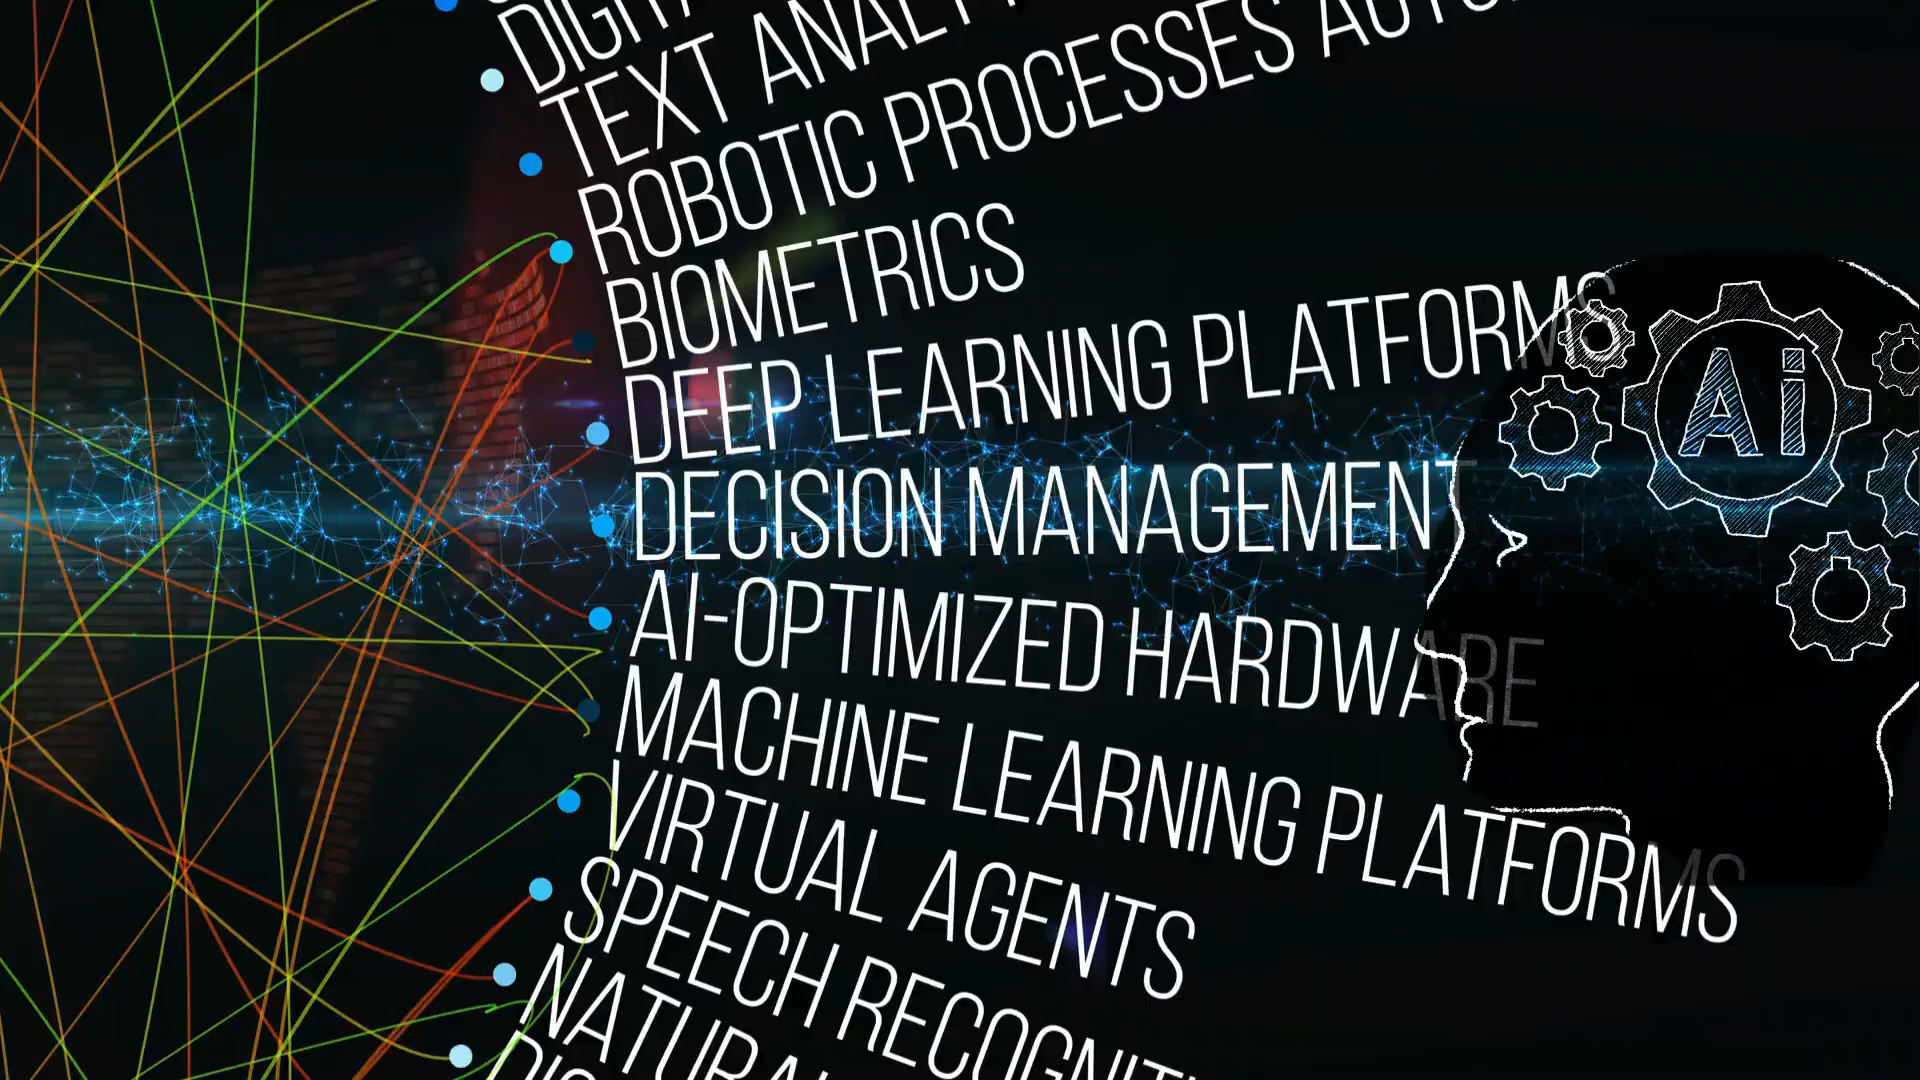 TEXT
ROBOTIC PROCESSES
BIOMETRICS
DEEP LEARNING PLATFORMS
DECISION MANAGEMENT
AI-OPTIMIZED HARDWARE
MACHINE LEARNING PLATFORMS
VIRTUAL AGENTS
SPEECH
Ai